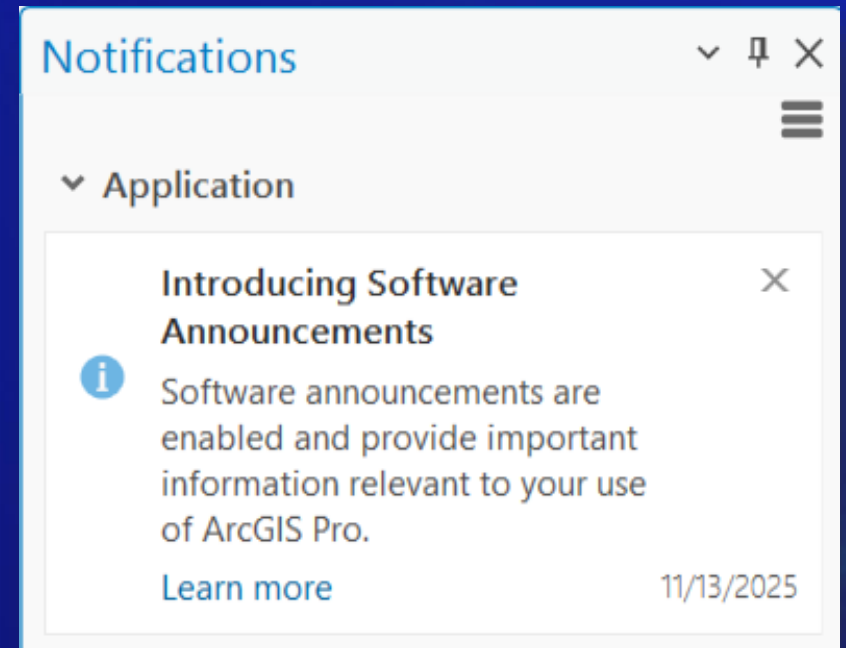 Notifications
Application
Introducing Software
Announcements
Software announcements are
enabled and provide important
information relevant to your use
of ArcGIS Pro.
Learn more 11/13/2025